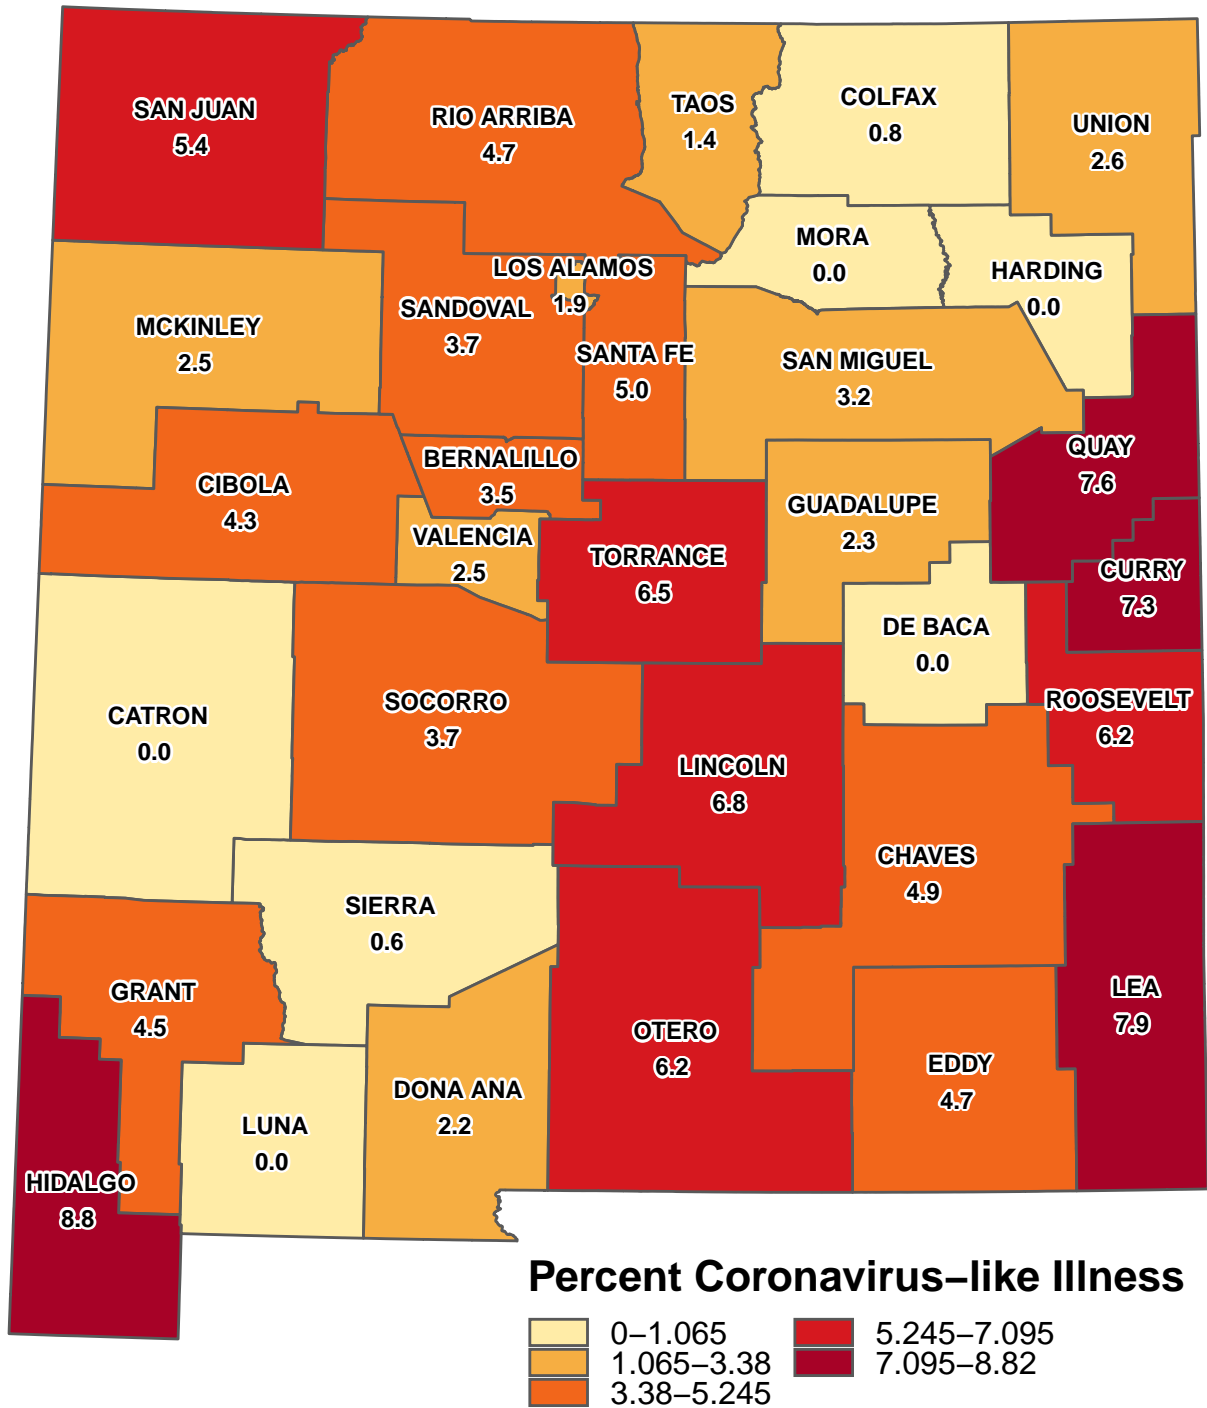 SAN JUAN
5.4
RIO ARRIBA
4.7
TAOS
1.4
COLFAX
0.8
UNION
2.6
MORA
0.0
HARDING
0.0
LOS ALAMOS
1.9
SANDOVAL
3.7
MCKINLEY
2.5
SANTA FE
5.0
SAN MIGUEL
3.2
QUAY
7.6
BERNALILLO
3.5
CIBOLA
4.3
GUADALUPE
2.3
VALENCIA
2.5
TORRANCE
6.5
CURRY
7.3
DE BACA
0.0
CATRON
0.0
SOCORRO
3.7
ROOSEVELT
6.2
LINCOLN
6.8
CHAVES
4.9
SIERRA
0.6
GRANT
4.5
LEA
7.9
OTERO
6.2
EDDY
4.7
DONA ANA
2.2
LUNA
0.0
HIDALGO
8.8
Percent Coronavirus–like Illness
0–1.065
1.065–3.38
3.38–5.245
5.245–7.095
7.095–8.82